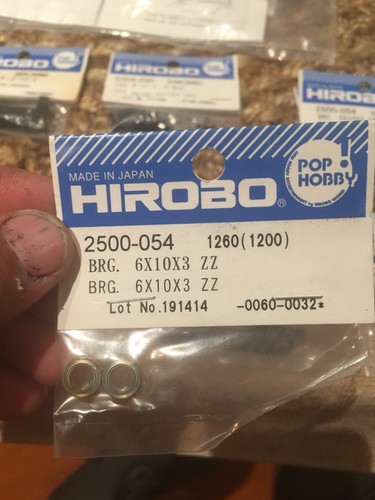 HIROBO
HIROBO
HIROBO
2500-054
MADE IN JAPAN
HIROBO®
POP!
HOBBY
2500-054 1260(1200)
BRG. 6X10X3 ZZ
BRG. 6X10X3 ZZ
Lot No.191414 -0060-0032*